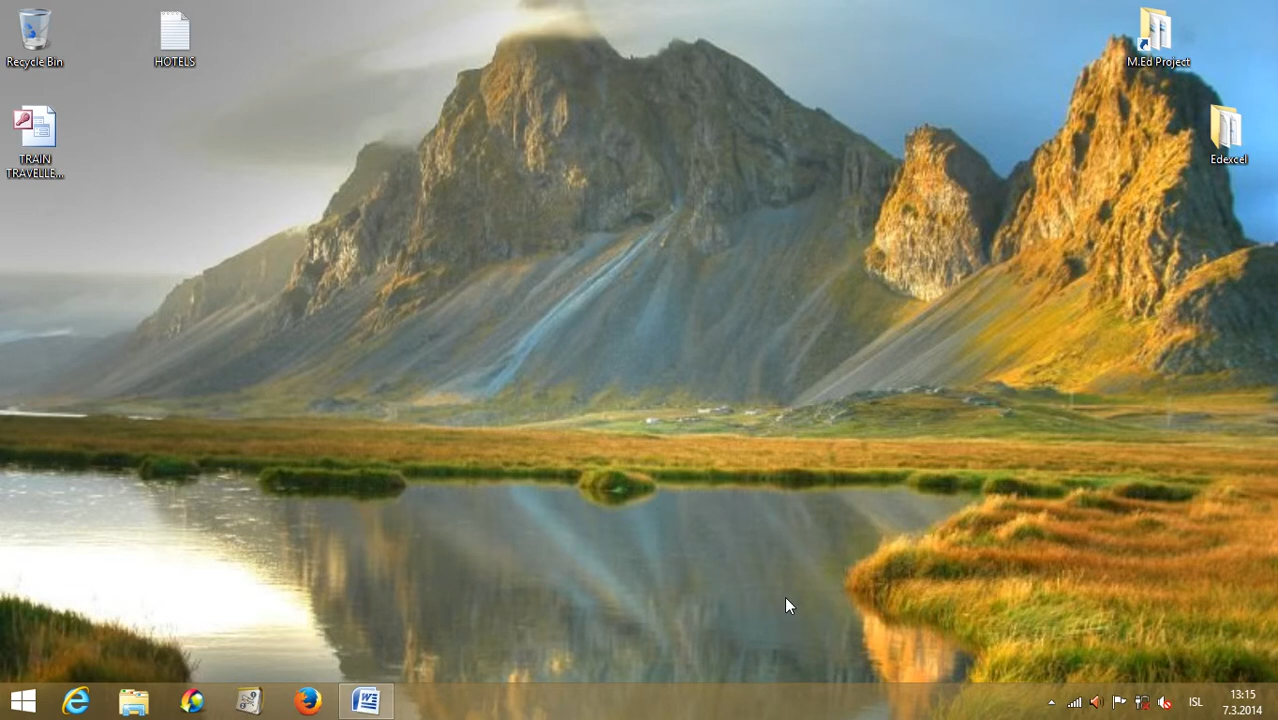 Recycle Bin
HOTELS
M.Ed Project
TRAIN
TRAVELLE...
Edexcel
ISL
13:15
7.3.2014